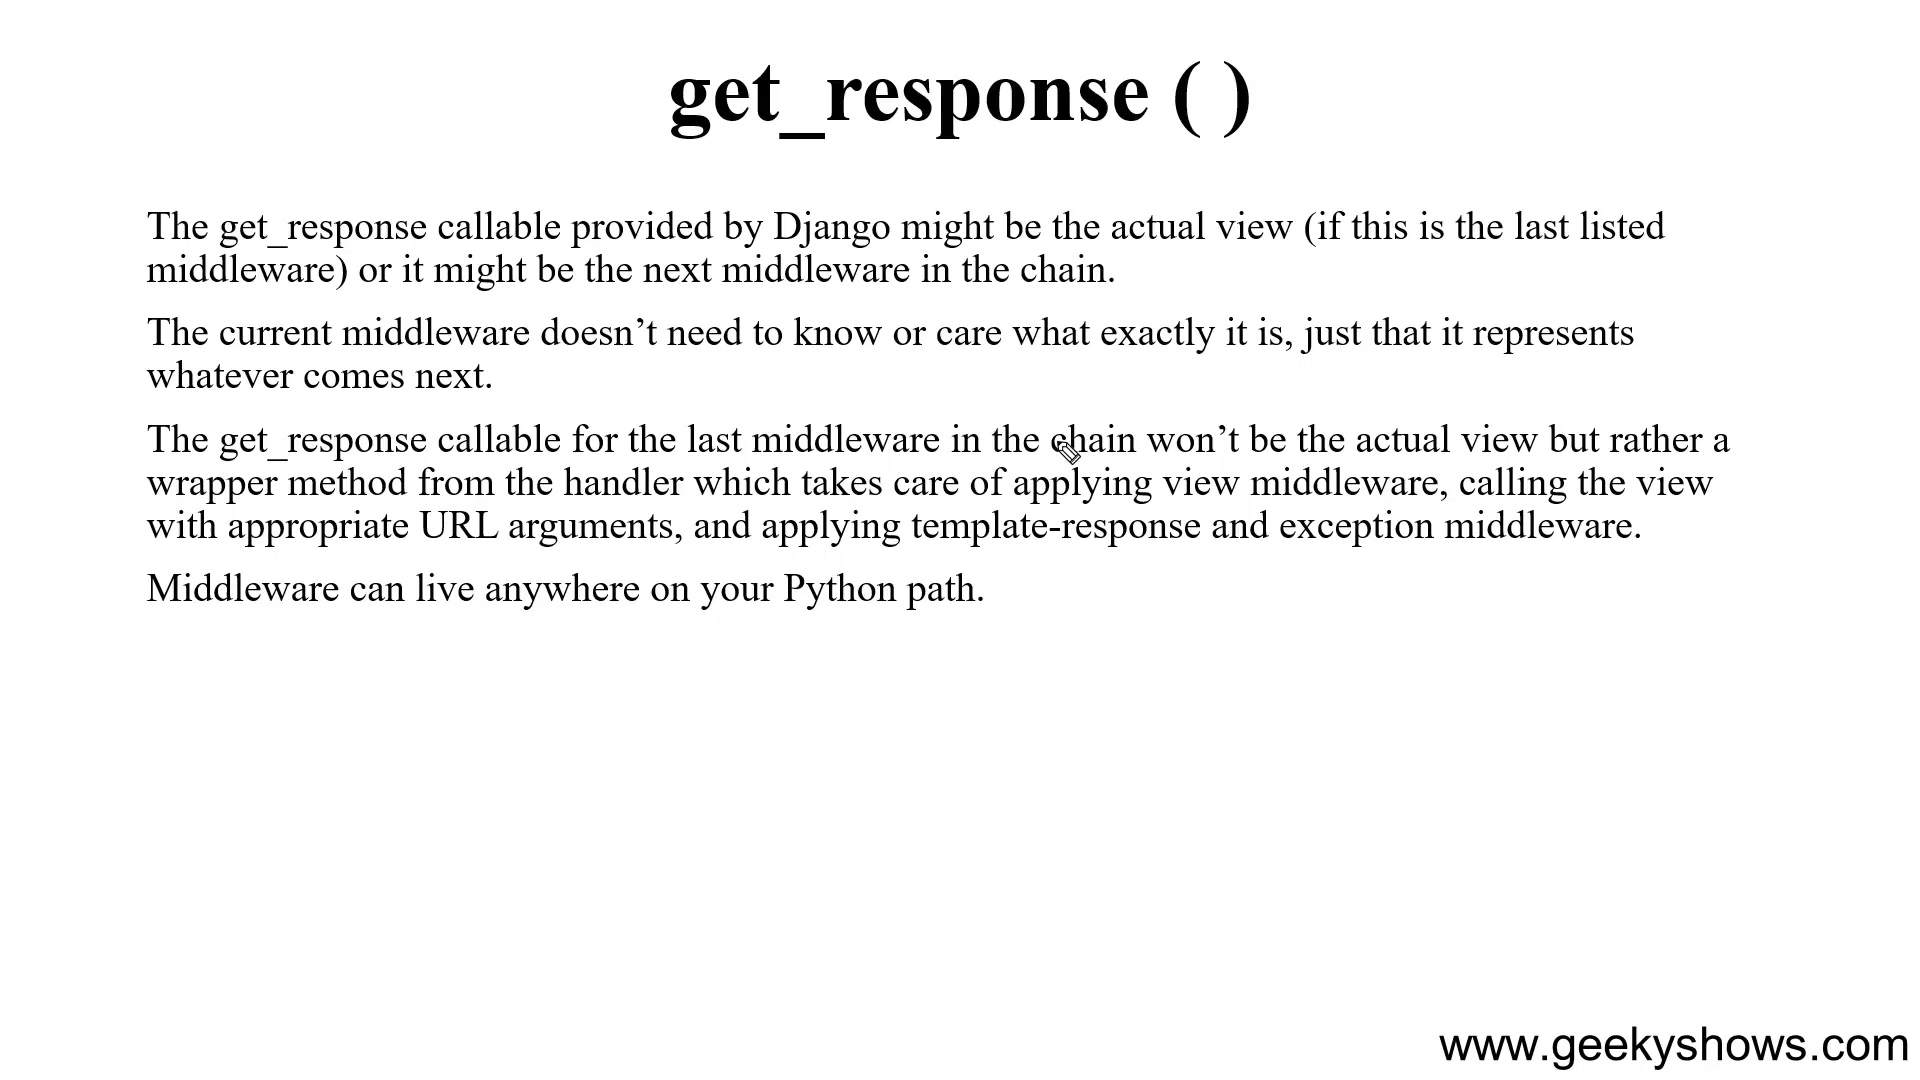 get_response ( )
The get_response callable provided by Django might be the actual view (if this is the last listed
middleware) or it might be the next middleware in the chain.
The current middleware doesn’t need to know or care what exactly it is, just that it represents
whatever comes next.
The get_response callable for the last middleware in the chain won’t be the actual view but rather a
wrapper method from the handler which takes care of applying view middleware, calling the view
with appropriate URL arguments, and applying template-response and exception middleware.
Middleware can live anywhere on your Python path.
www.geekyshows.com